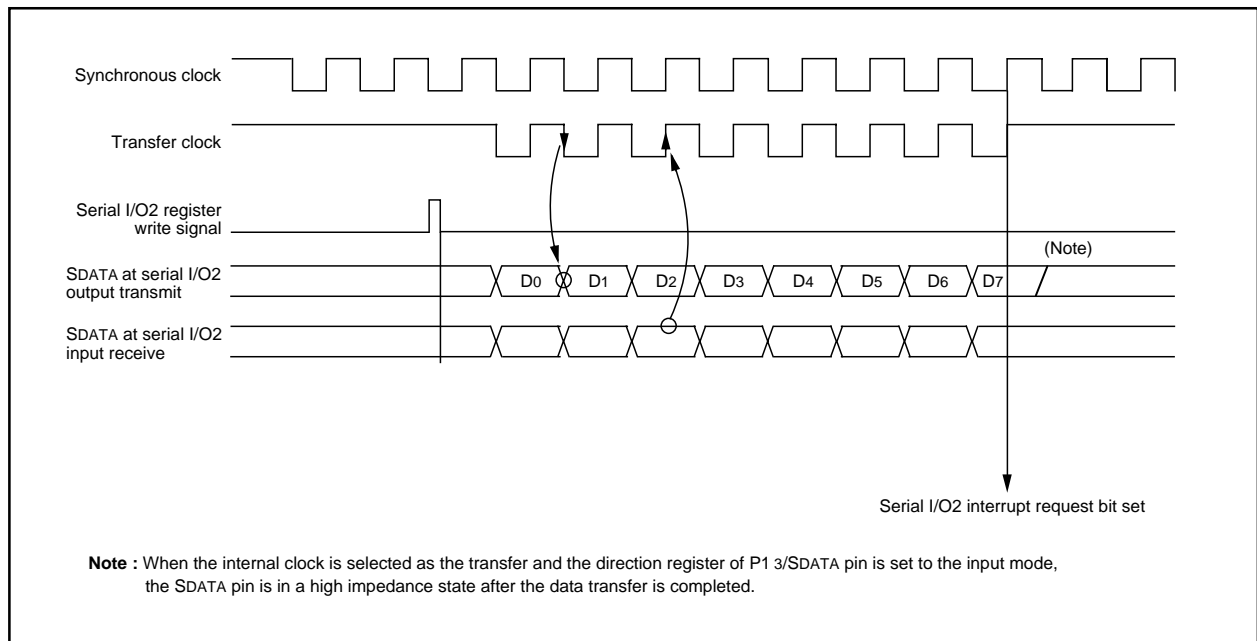 Synchronous clock
Transfer clock
Serial I/O2 register
write signal
(Note)
SDATA at serial I/O2
output transmit
D0 D1 D2 D3 D4 D5 D6 D7
SDATA at serial I/O2
input receive
Serial I/O2 interrupt request bit set
Note : When the internal clock is selected as the transfer and the direction register of P1 3/SDATA pin is set to the input mode,
the SDATA pin is in a high impedance state after the data transfer is completed.